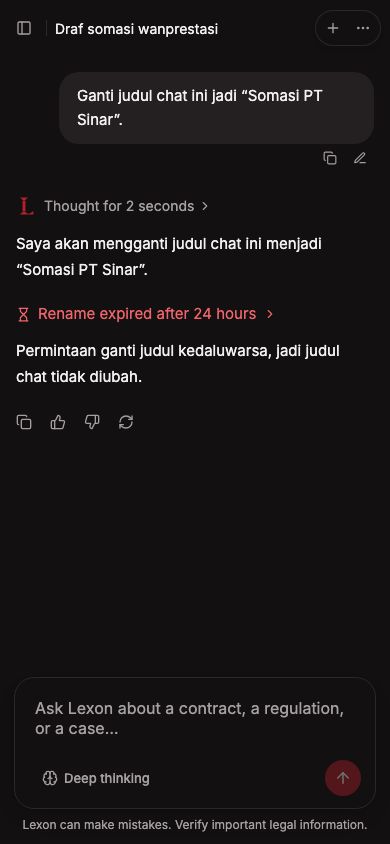 Draf somasi wanprestasi
Ganti judul chat ini jadi “Somasi PT
Sinar”.
L Thought for 2 seconds
Saya akan mengganti judul chat ini menjadi
“Somasi PT Sinar”.
Rename expired after 24 hours
Permintaan ganti judul kedaluwarsa, jadi judul
chat tidak diubah.
Ask Lexon about a contract, a regulation,
or a case...
Deep thinking
Lexon can make mistakes. Verify important legal information.